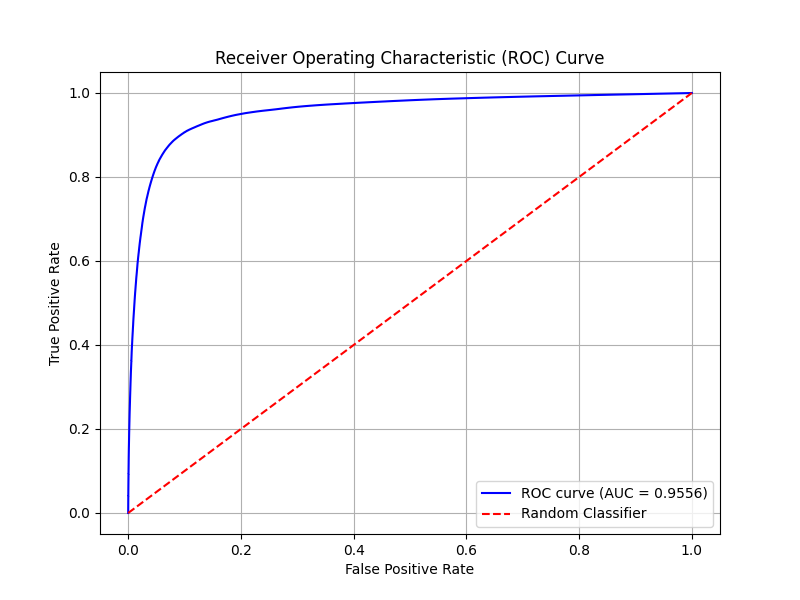 Receiver Operating Characteristic (ROC) Curve
1.0
0.8
0.6
0.4
0.2
0.0
True Positive Rate
ROC curve (AUC = 0.9556)
Random Classifier
0.0 0.2 0.4 0.6 0.8 1.0
False Positive Rate